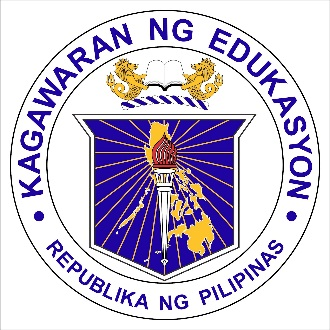 KAGAWARAN NG EDUKASYON
REPUBLIKA NG PILIPINAS